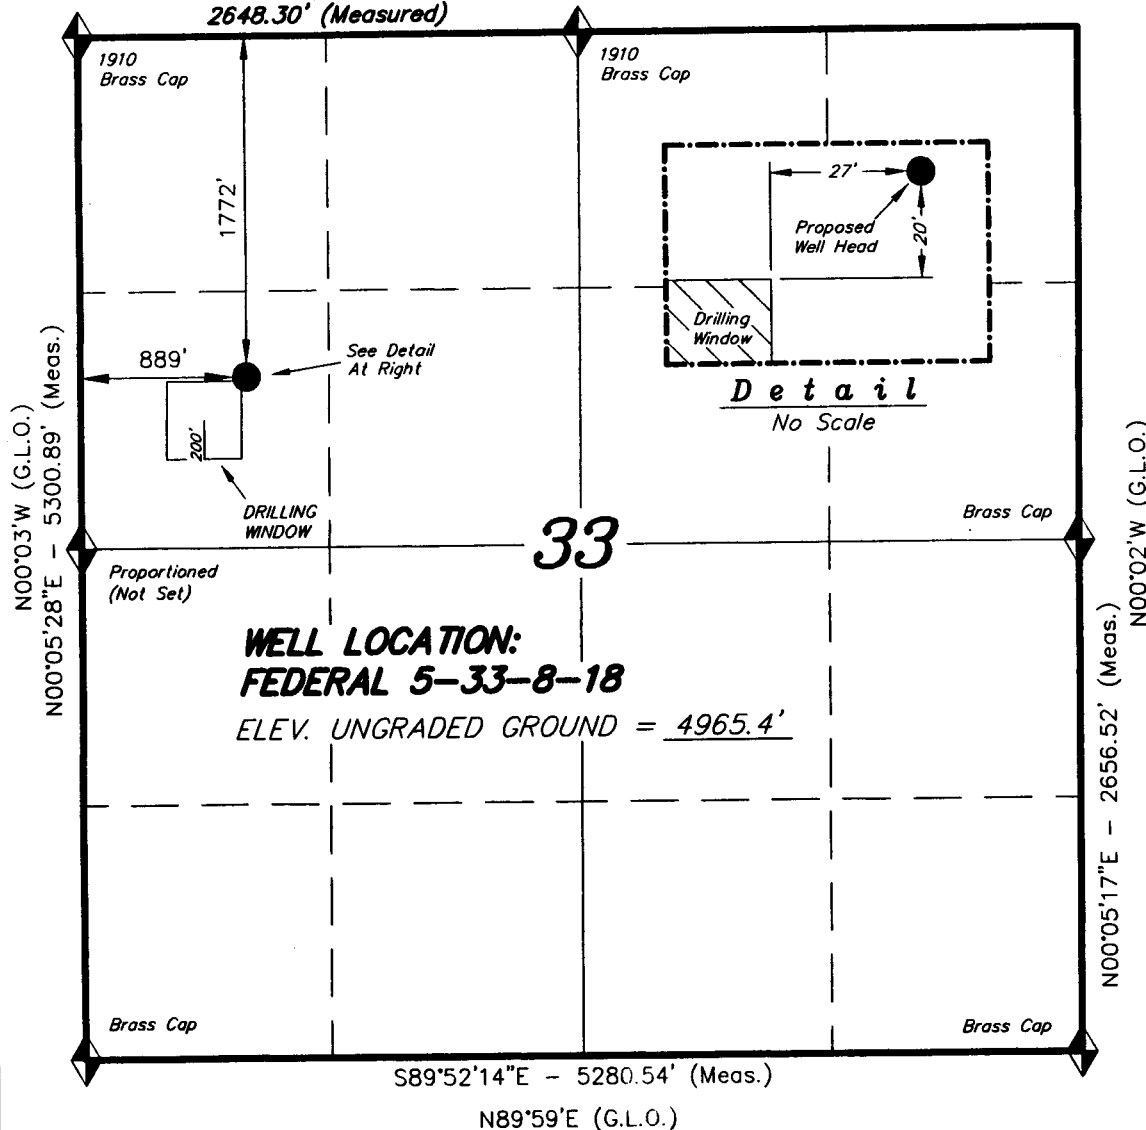 2648.30' (Measured)
1910
Brass Cap
1910
Brass Cap
1772'
27'
Proposed
Well Head
20'
Drilling
Window
889'
See Detail
At Right
Detail
No Scale
200'
DRILLING
WINDOW
N00°03'W (G.L.O.)
N00°05'28"E - 5300.89' (Meas.)
Brass Cap
N00°02'W (G.L.O.)
33
Proportioned
(Not Set)
WELL LOCATION:
FEDERAL 5-33-8-18
ELEV. UNGRADED GROUND = 4965.4'
N00°05'17"E - 2656.52' (Meas.)
Brass Cap
Brass Cap
S89°52'14"E - 5280.54' (Meas.)
N89°59'E (G.L.O.)